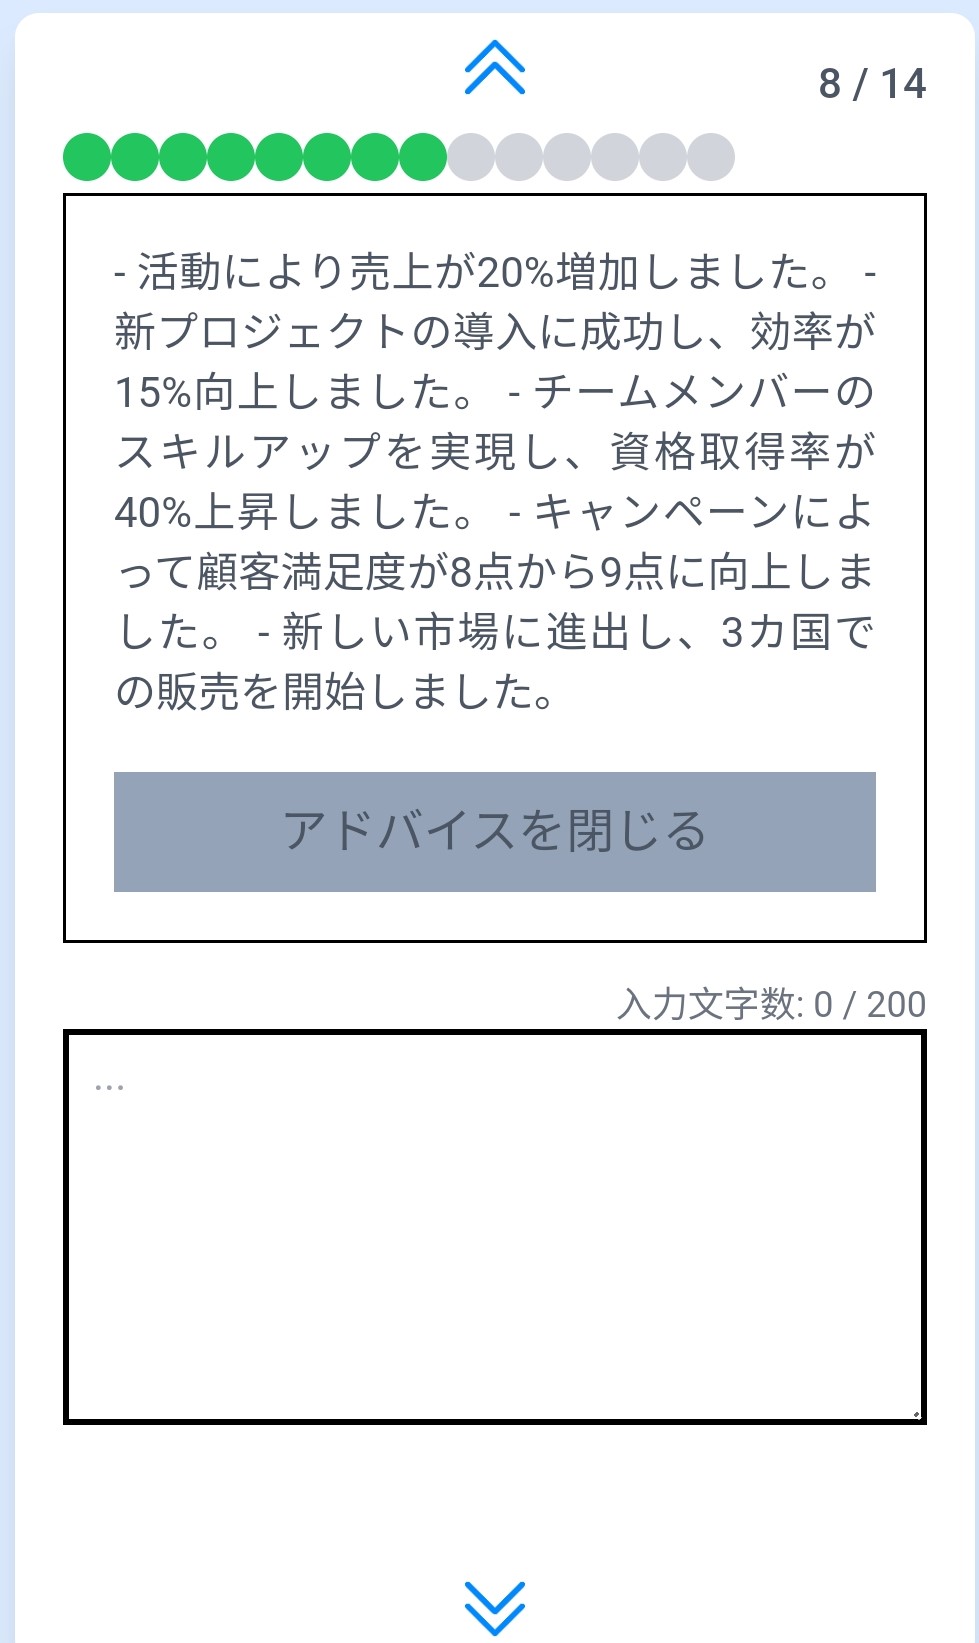 8 / 14
- 活動により売上が20%増加しました。 -
新プロジェクトの導入に成功し、効率が
15%向上しました。 - チームメンバーの
スキルアップを実現し、資格取得率が
40%上昇しました。 - キャンペーンによ
って顧客満足度が8点から9点に向上しま
した。 - 新しい市場に進出し、3カ国で
の販売を開始しました。
アドバイスを閉じる
入力文字数: 0 / 200
...